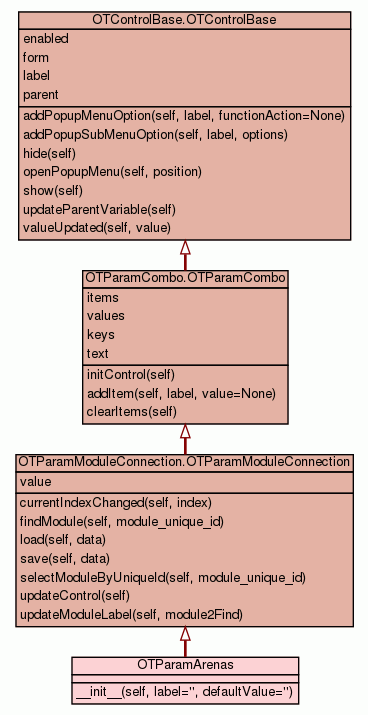 OTControlBase.OTControlBase
enabled
form
label
parent
addPopupMenuOption(self, label, functionAction=None)
addPopupSubMenuOption(self, label, options)
hide(self)
openPopupMenu(self, position)
show(self)
updateParentVariable(self)
valueUpdated(self, value)
OTParamCombo.OTParamCombo
items
values
keys
text
initControl(self)
addItem(self, label, value=None)
clearItems(self)
OTParamModuleConnection.OTParamModuleConnection
value
currentIndexChanged(self, index)
findModule(self, module_unique_id)
load(self, data)
save(self, data)
selectModuleByUniqueId(self, module_unique_id)
updateControl(self)
updateModuleLabel(self, module2Find)
OTParamArenas
__init__(self, label='', defaultValue='')